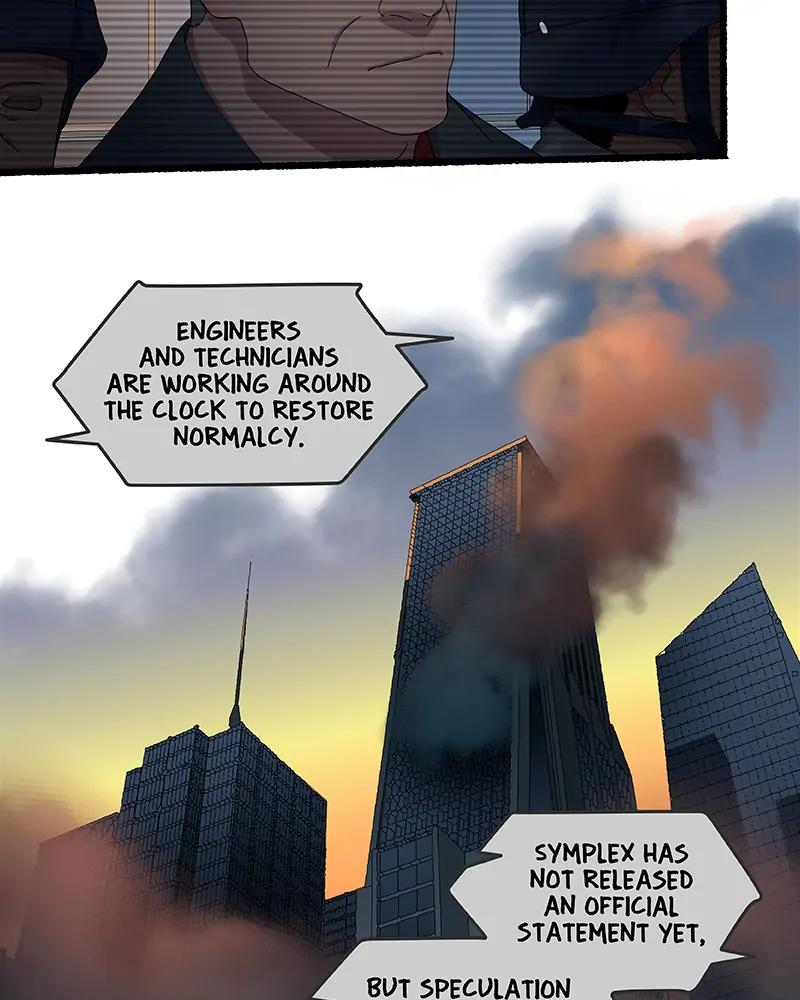 ENGINEERS
AND TECHNICIANS
ARE WORKING AROUND
THE CLOCK TO RESTORE
NORMALCY.
SYMPLEX HAS
NOT RELEASED
AN OFFICIAL
STATEMENT YET,
BUT SPECULATION